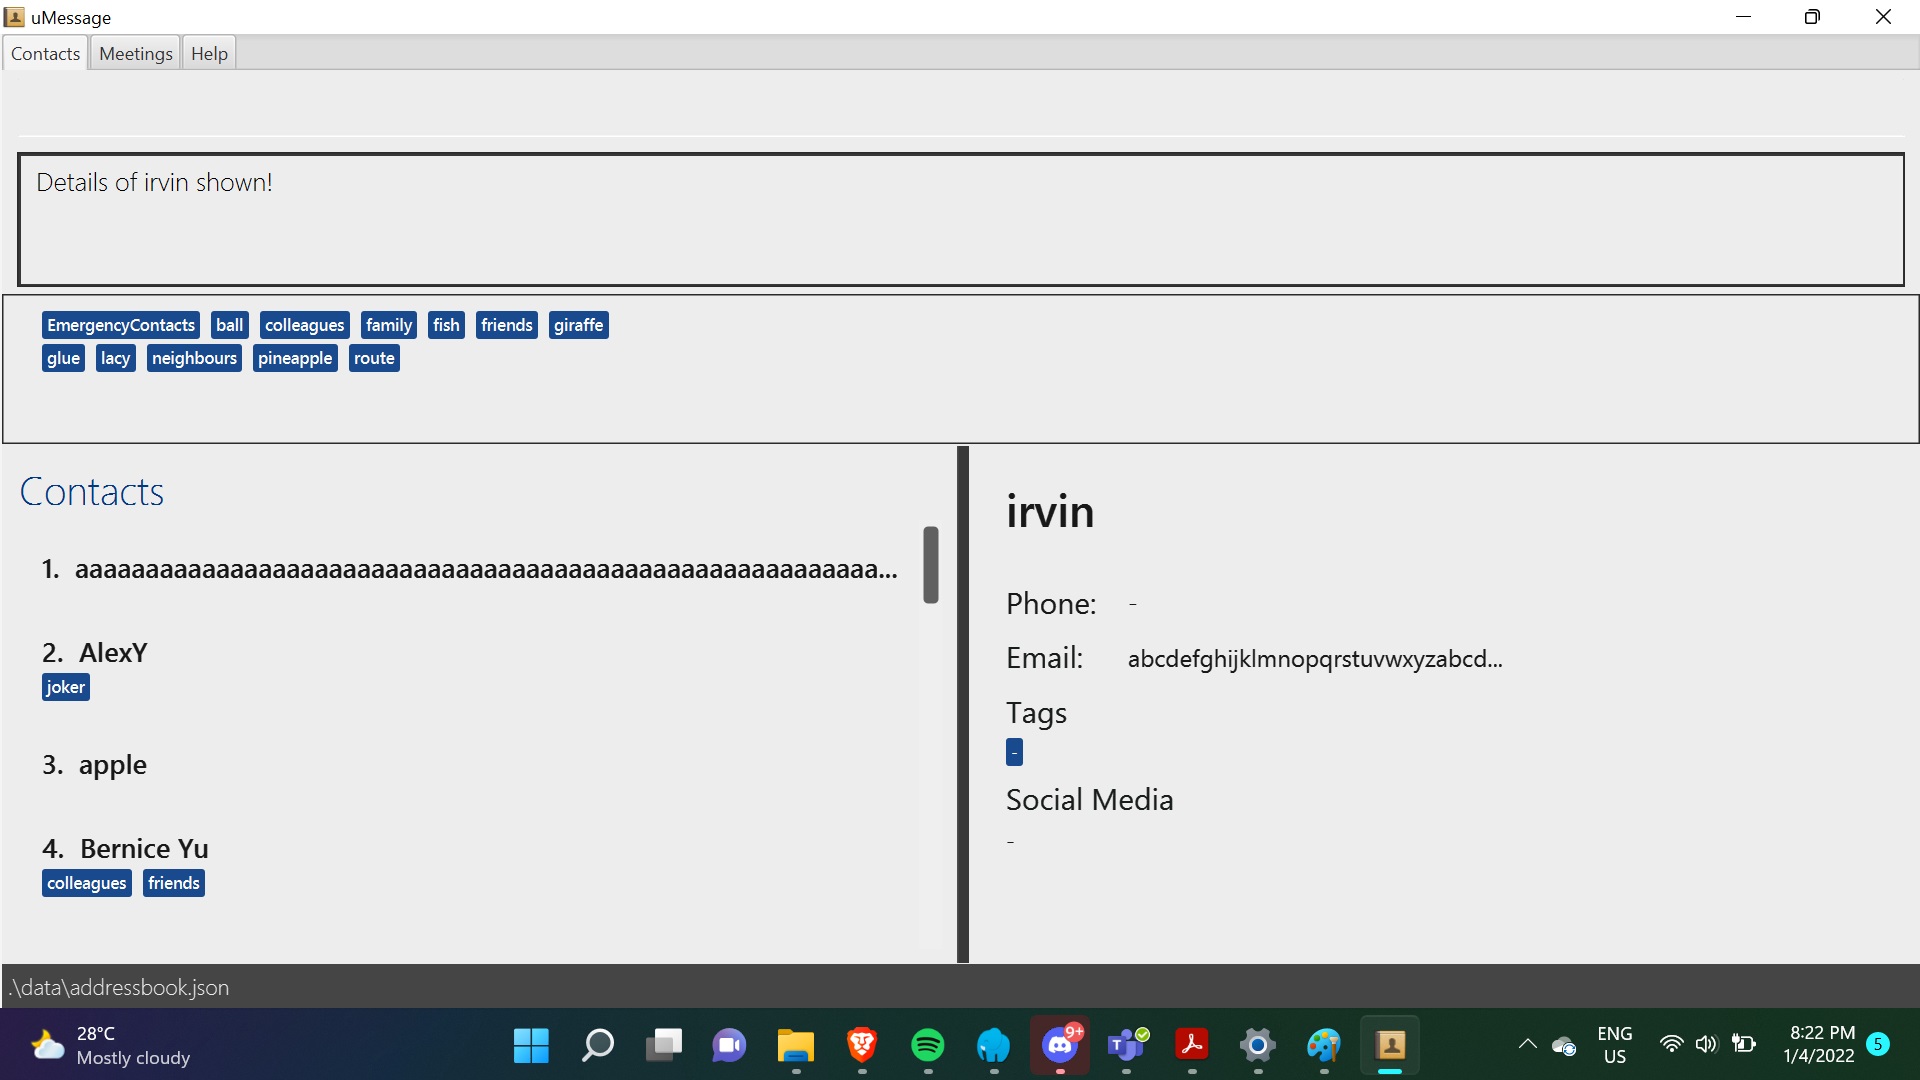 uMessage
Contacts Meetings Help
Details of irvin shown!
EmergencyContacts ball colleagues family fish friends giraffe
glue lacy neighbours pineapple route
Contacts
1. aaaaaaaaaaaaaaaaaaaaaaaaaaaaaaaaaaaaaaaaaaaaaaaaaaaaaaaaa...
2. AlexY
joker
3. apple
4. Bernice Yu
colleagues friends
irvin
Phone: -
Email: abcdefghijklmnopqrstuvwxyzabcd...
Tags
-
Social Media
-
.\data\addressbook.json
28°C
Mostly cloudy
9+
ENG
US
8:22 PM
1/4/2022
5